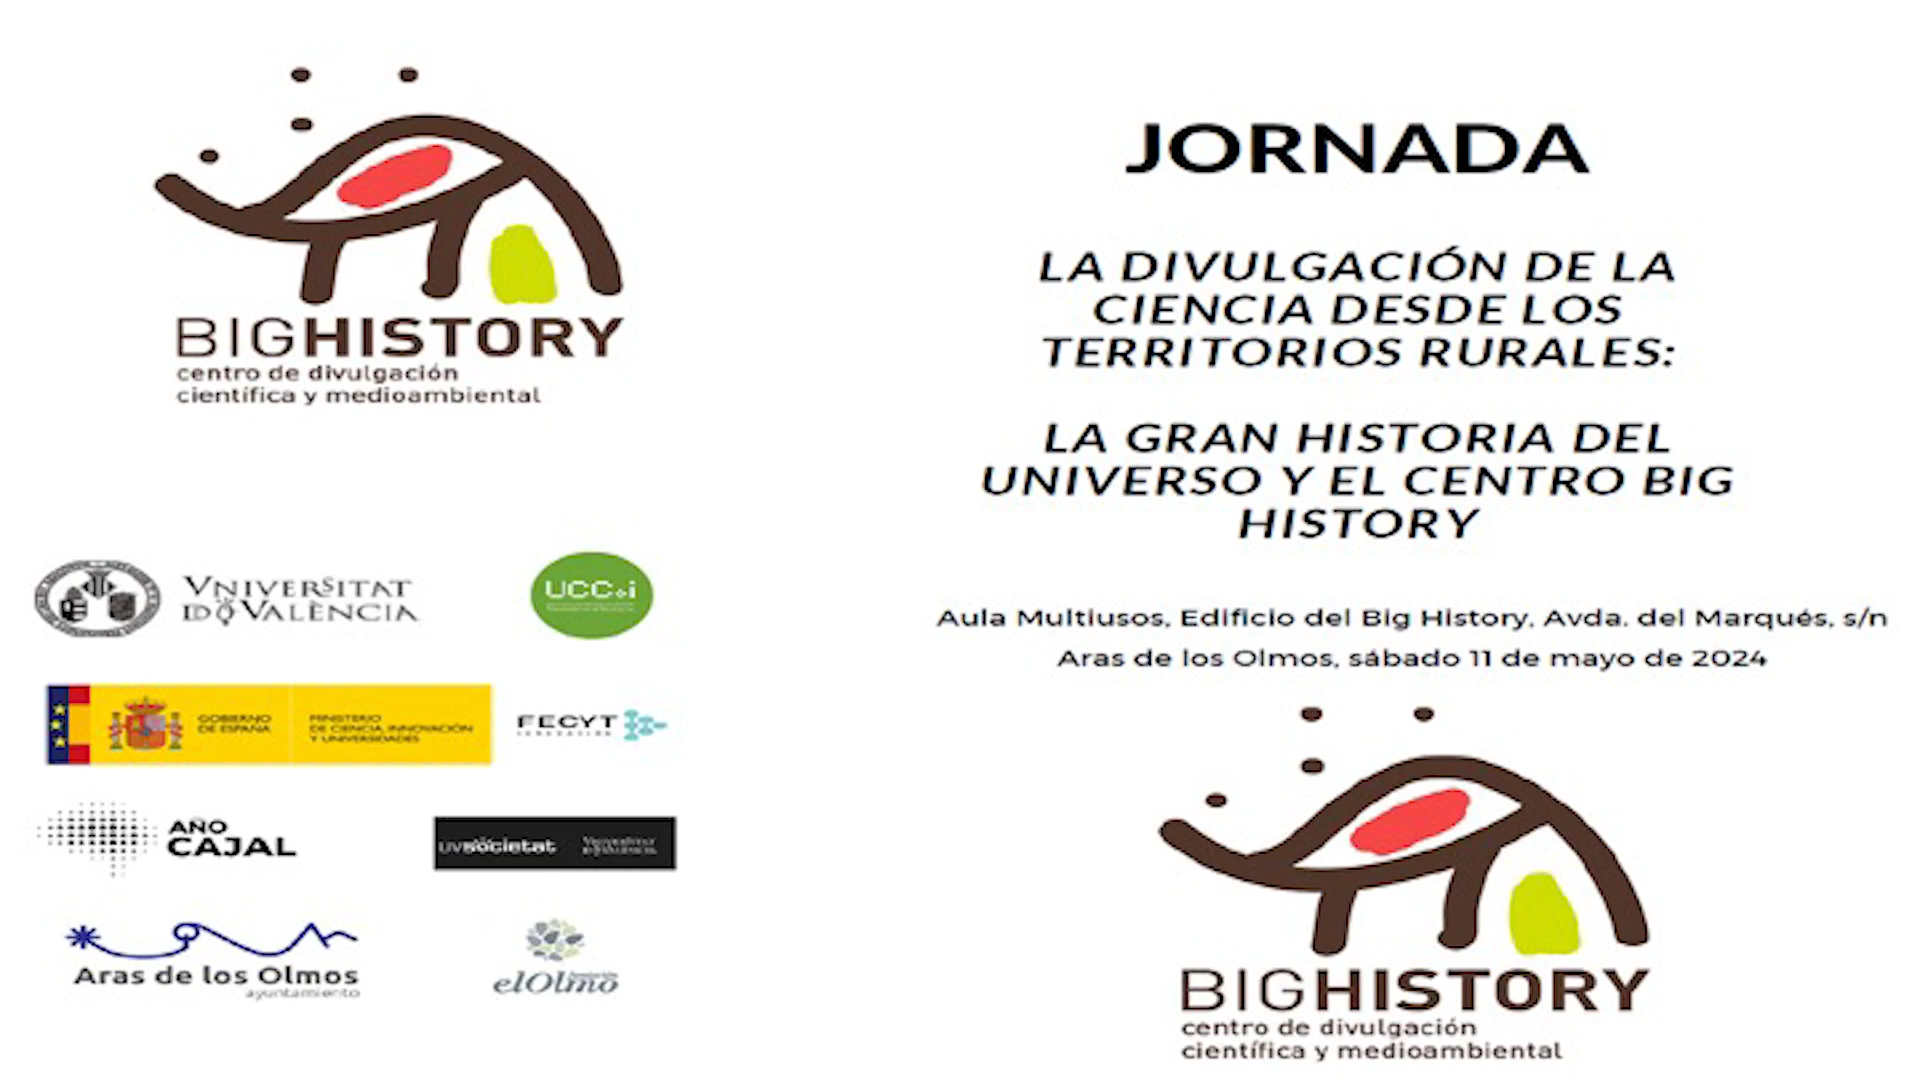 BIGHISTORY
centro de divulgación
científica y medioambiental
VNIVERSITAT
ID VALÈNCIA
UCC+i
GOBIERNO
DE ESPAÑA
MINISTERIO
DE CIENCIA, INNOVACIÓN
Y UNIVERSIDADES
FECYT
INNOVACIÓN
AÑO
CAJAL
uvsocietat
Aras de los Olmos
ayuntamiento
elOlmo
JORNADA
LA DIVULGACIÓN DE LA
CIENCIA DESDE LOS
TERRITORIOS RURALES:
LA GRAN HISTORIA DEL
UNIVERSO Y EL CENTRO BIG
HISTORY
Aula Multiusos, Edificio del Big History, Avda. del Marqués, s/n
Aras de los Olmos, sábado 11 de mayo de 2024
BIGHISTORY
centro de divulgación
científica y medioambiental